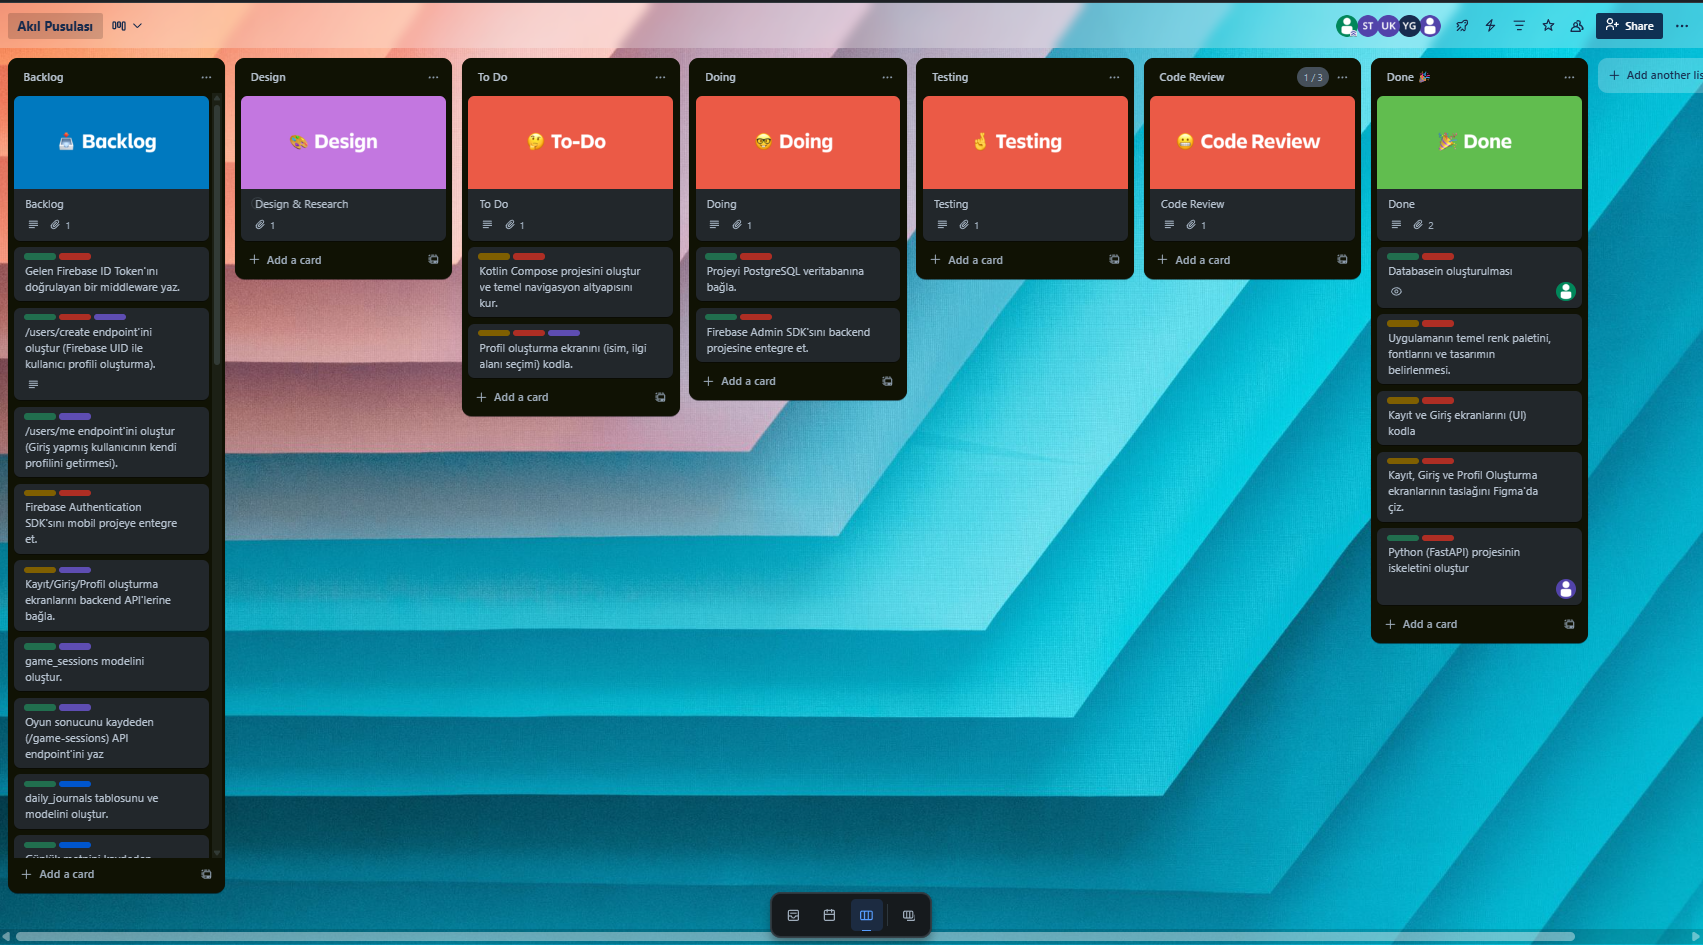 Akıl Pusulası
ST UK YG
Share
Backlog
Backlog
Backlog
1
Gelen Firebase ID Token'ını
doğrulayan bir middleware yaz.
/users/create endpoint'ini
oluştur (Firebase UID ile
kullanıcı profili oluşturma).
/users/me endpoint'ini oluştur
(Giriş yapmış kullanıcının kendi
profilini getirmesi).
Firebase Authentication
SDK'sını mobil projeye entegre
et.
Kayıt/Giriş/Profil oluşturma
ekranlarını backend API'lerine
bağla.
game_sessions modelini
oluştur.
Oyun sonucunu kaydeden
(/game-sessions) API
endpoint'ini yaz
daily_journals tablosunu ve
modelini oluştur.
Add a card
Design
Design
Design & Research
1
Add a card
To Do
To-Do
To Do
1
Kotlin Compose projesini oluştur
ve temel navigasyon altyapısını
kur.
Profil oluşturma ekranını (isim, ilgi
alanı seçimi) kodla.
Add a card
Doing
Doing
Doing
1
Projeyi PostgreSQL veritabanına
bağla.
Firebase Admin SDK'sını backend
projesine entegre et.
Add a card
Testing
Testing
Testing
1
Add a card
Code Review
1 / 3
Code Review
Code Review
1
Add a card
Done 🎉
Done
Done
2
Databasein oluşturulması
Uygulamanın temel renk paletini,
fontlarını ve tasarımın
belirlenmesi.
Kayıt ve Giriş ekranlarını (UI)
kodla
Kayıt, Giriş ve Profil Oluşturma
ekranlarının taslağını Figma'da
çiz.
Python (FastAPI) projesinin
iskeletini oluştur
Add a card
Add another lis